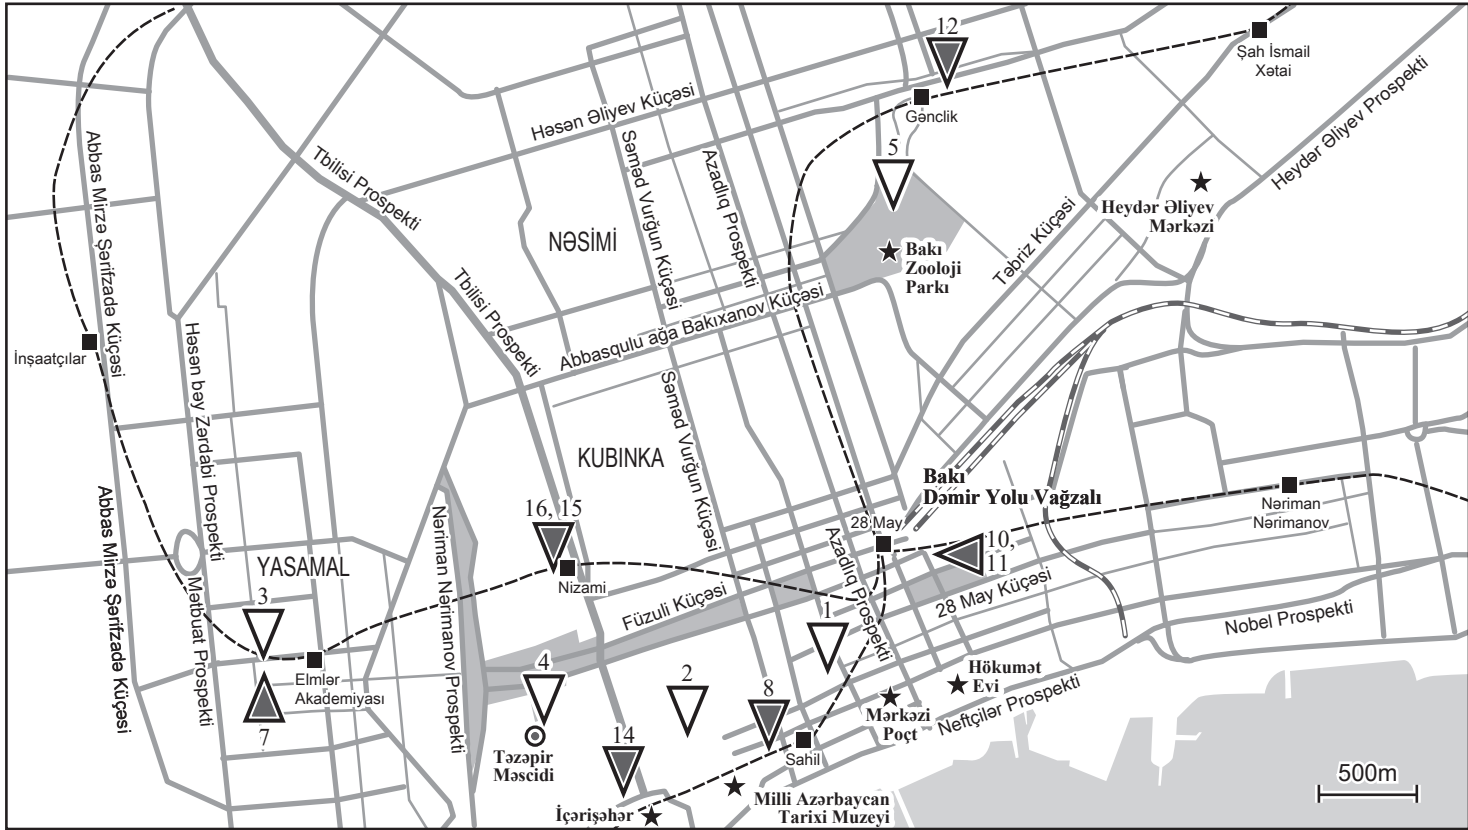 12
Şah İsmail
Xətai
Gənclik
Həsən Əliyev Küçəsi
Səməd Vurğun Küçəsi
Azadlıq Prospekti
5
Heydər Əliyev Prospekti
Abbas Mirzə Şərifzadə Küçəsi
Tbilisi Prospekti
Heydər Əliyev
Mərkəzi
NƏSİMİ
Bakı
Zooloji
Parkı
Təbriz Küçəsi
Tbilisi Prospekti
Abbasqulu ağa Bakıxanov Küçəsi
İnşaatçılar
Həsən bəy Zərdabi Prospekti
Səməd Vurğun Küçəsi
KUBINKA
Bakı
Dəmir Yolu Vağzalı
Abbas Mirzə Şərifzadə Küçəsi
Nəriman Nərimanov Prospekti
16, 15
28 May
Nəriman
Nərimanov
Azadlıq Prospekti
10,
11
YASAMAL
Nizami
Mətbuat Prospekti
3
Füzuli Küçəsi
1
28 May Küçəsi
Nobel Prospekti
Elmlər
Akademiyası
4
2
8
Hökumət
Evi
Mərkəzi
Poçt
Neftçilər Prospekti
7
Təzəpir
Məscidi
14
Sahil
İçərişəhər
Milli Azərbaycan
Tarixi Muzeyi
500m